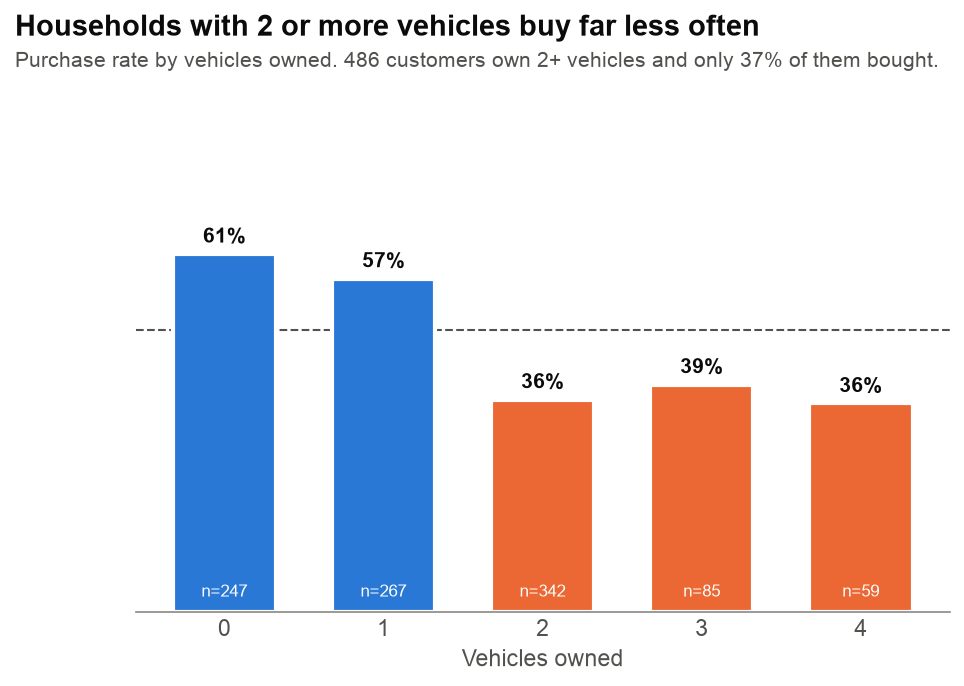 Households with 2 or more vehicles buy far less often
Purchase rate by vehicles owned. 486 customers own 2+ vehicles and only 37% of them bought.
61%
57%
36%
39%
36%
n=247
n=267
n=342
n=85
n=59
0
1
2
3
4
Vehicles owned